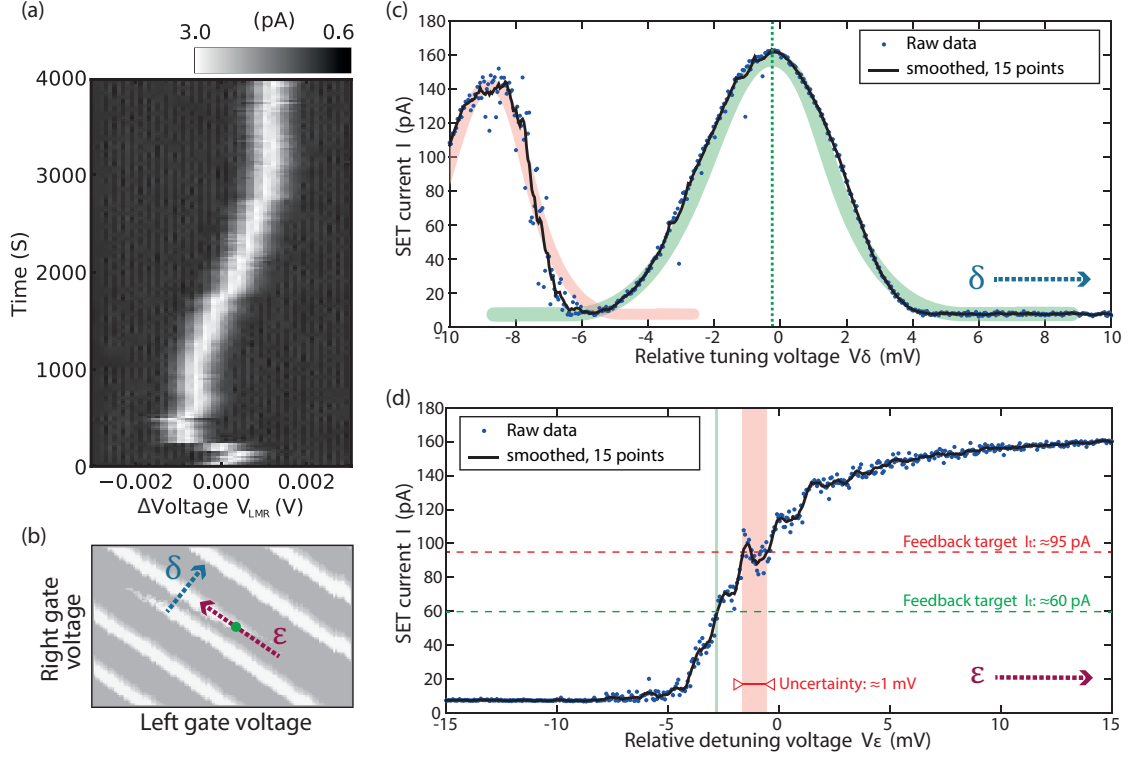 (a)
(pA)
3.0 0.6
4000
3000
2000
1000
0
Time (S)
−0.002 0.000 0.002
ΔVoltage V_LMR (V)
(b)
δ
ε
Right gate
voltage
Left gate voltage
(c)
180
160
140
120
100
80
60
40
20
0
SET current I (pA)
Raw data
smoothed, 15 points
δ
-10 -8 -6 -4 -2 0 2 4 6 8 10
Relative tuning voltage Vδ (mV)
(d)
180
160
140
120
100
80
60
40
20
0
SET current I (pA)
Raw data
smoothed, 15 points
Feedback target Iₜ: ≈95 pA
Feedback target Iₜ: ≈60 pA
Uncertainty: ≈1 mV
ε
-15 -10 -5 0 5 10 15
Relative detuning voltage Vε (mV)